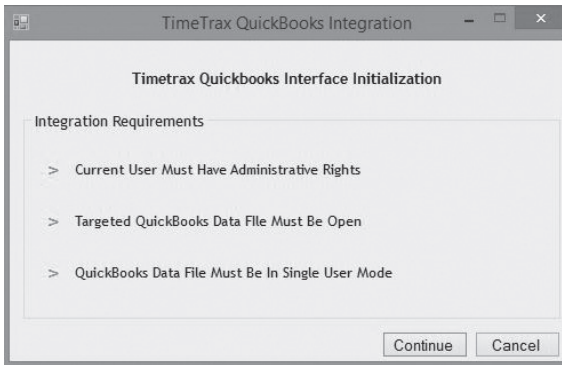 TimeTrax QuickBooks Integration
Timetrax Quickbooks Interface Initialization
Integration Requirements
> Current User Must Have Administrative Rights
> Targeted QuickBooks Data FIle Must Be Open
> QuickBooks Data File Must Be In Single User Mode
Continue Cancel